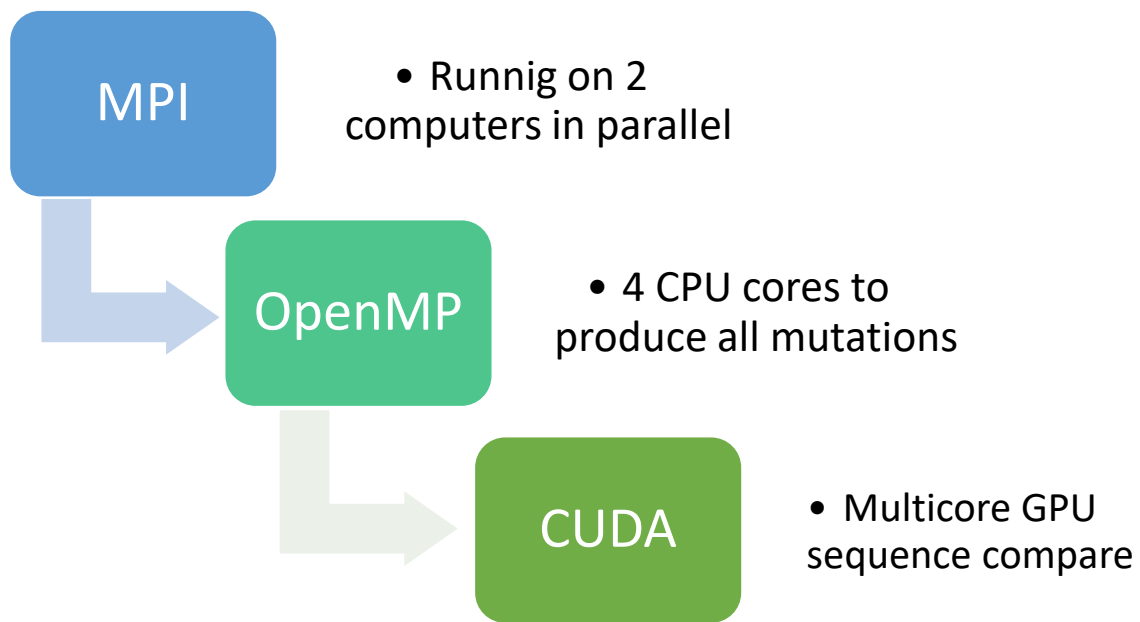 MPI
• Runnig on 2
computers in parallel
OpenMP
• 4 CPU cores to
produce all mutations
CUDA
• Multicore GPU
sequence compare